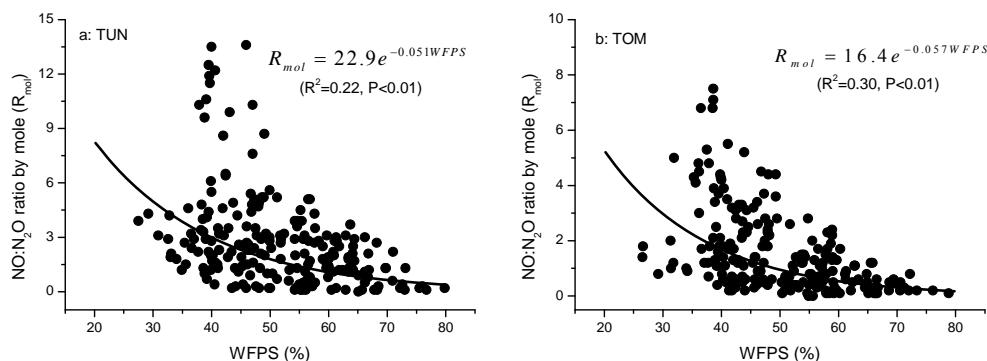 a: TUN
R_mol = 22.9e^-0.051WFPS
(R²=0.22, P<0.01)
NO:N₂O ratio by mole (R_mol)
15
12
9
6
3
0
20 30 40 50 60 70 80
WFPS (%)
b: TOM
R_mol = 16.4e^-0.057WFPS
(R²=0.30, P<0.01)
NO:N₂O ratio by mole (R_mol)
10
8
6
4
2
0
20 30 40 50 60 70 80
WFPS (%)